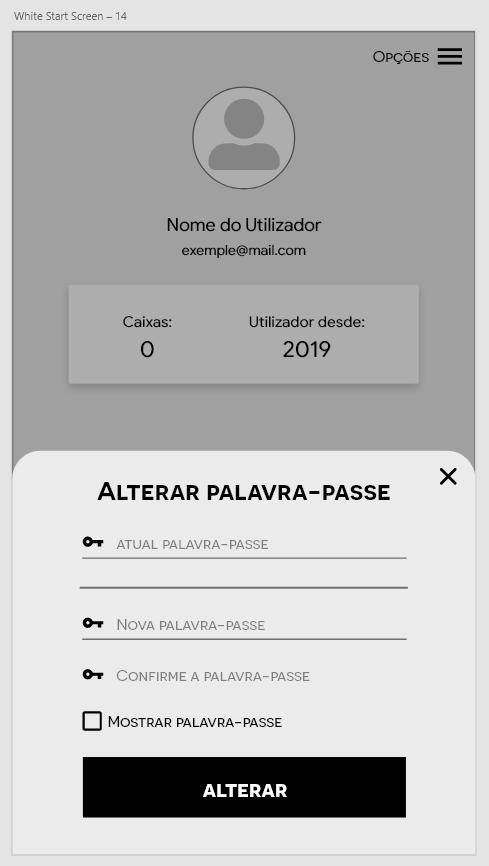 White Start Screen – 14
Opções
Nome do Utilizador
exemple@mail.com
Caixas:
0
Utilizador desde:
2019
Alterar palavra-passe
atual palavra-passe
Nova palavra-passe
Confirme a palavra-passe
Mostrar palavra-passe
ALTERAR